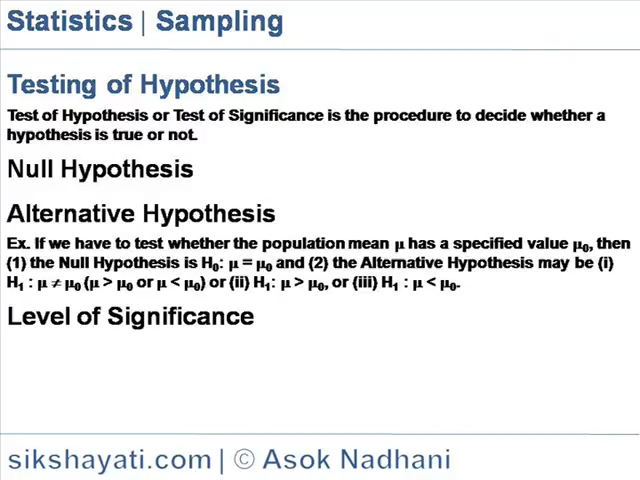 Statistics | Sampling
Testing of Hypothesis
Test of Hypothesis or Test of Significance is the procedure to decide whether a
hypothesis is true or not.
Null Hypothesis
Alternative Hypothesis
Ex. If we have to test whether the population mean μ has a specified value μ₀, then
(1) the Null Hypothesis is H₀: μ = μ₀ and (2) the Alternative Hypothesis may be (i)
H₁ : μ ≠ μ₀ (μ > μ₀ or μ < μ₀) or (ii) H₁: μ > μ₀, or (iii) H₁ : μ < μ₀.
Level of Significance
sikshayati.com | © Asok Nadhani